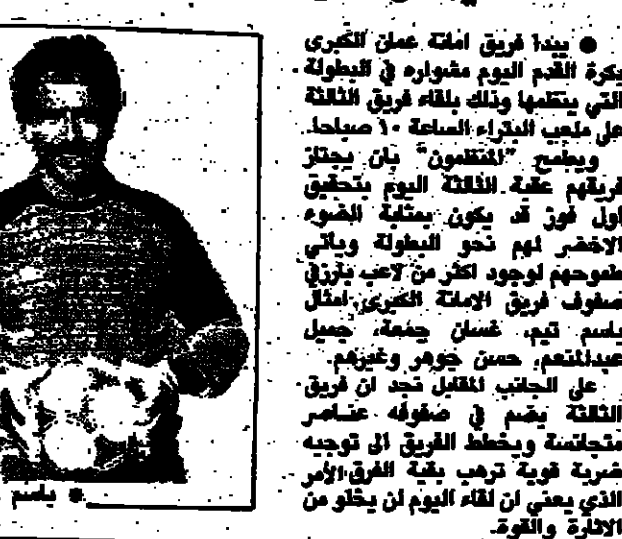 ● يبدا فريق امانة عمان الكبرى
بكرة القدم اليوم مشواره في البطولة
التي ينظمها وذلك بلقاء فريق الثالثة
على ملعب البتراء الساعة ١٠ صباحا.
ويطمح "المنظمون" بان يجتاز
فريقهم عقبة الثالثة اليوم بتحقيق
اول فوز قد يكون بمثابة الضوء
الاخضر لهم نحو البطولة وياتي
طموحهم لوجود اكثر من لاعب بارز في
صفوف فريق الامانة الكبرى امثال
باسم تيم، غسان جمعة، جميل
عبدالمنعم، حسن جوهر وغيرهم.
على الجانب المقابل نجد ان فريق
الثالثة يضم في صفوفه عناصر
متجانسة ويخطط الفريق الى توجيه
ضربة قوية ترهب بقية الفرق الأمر
الذي يعني ان لقاء اليوم لن يخلو من
الاثارة والقوة.
● باسم